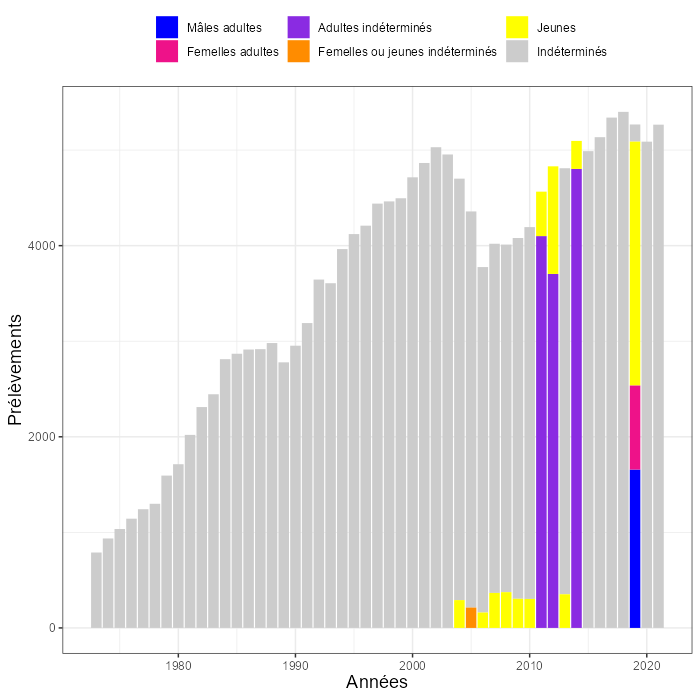 Mâles adultes
Adultes indéterminés
Jeunes
Femelles adultes
Femelles ou jeunes indéterminés
Indéterminés
4000
2000
0
Prélèvements
1980
1990
2000
2010
2020
Années